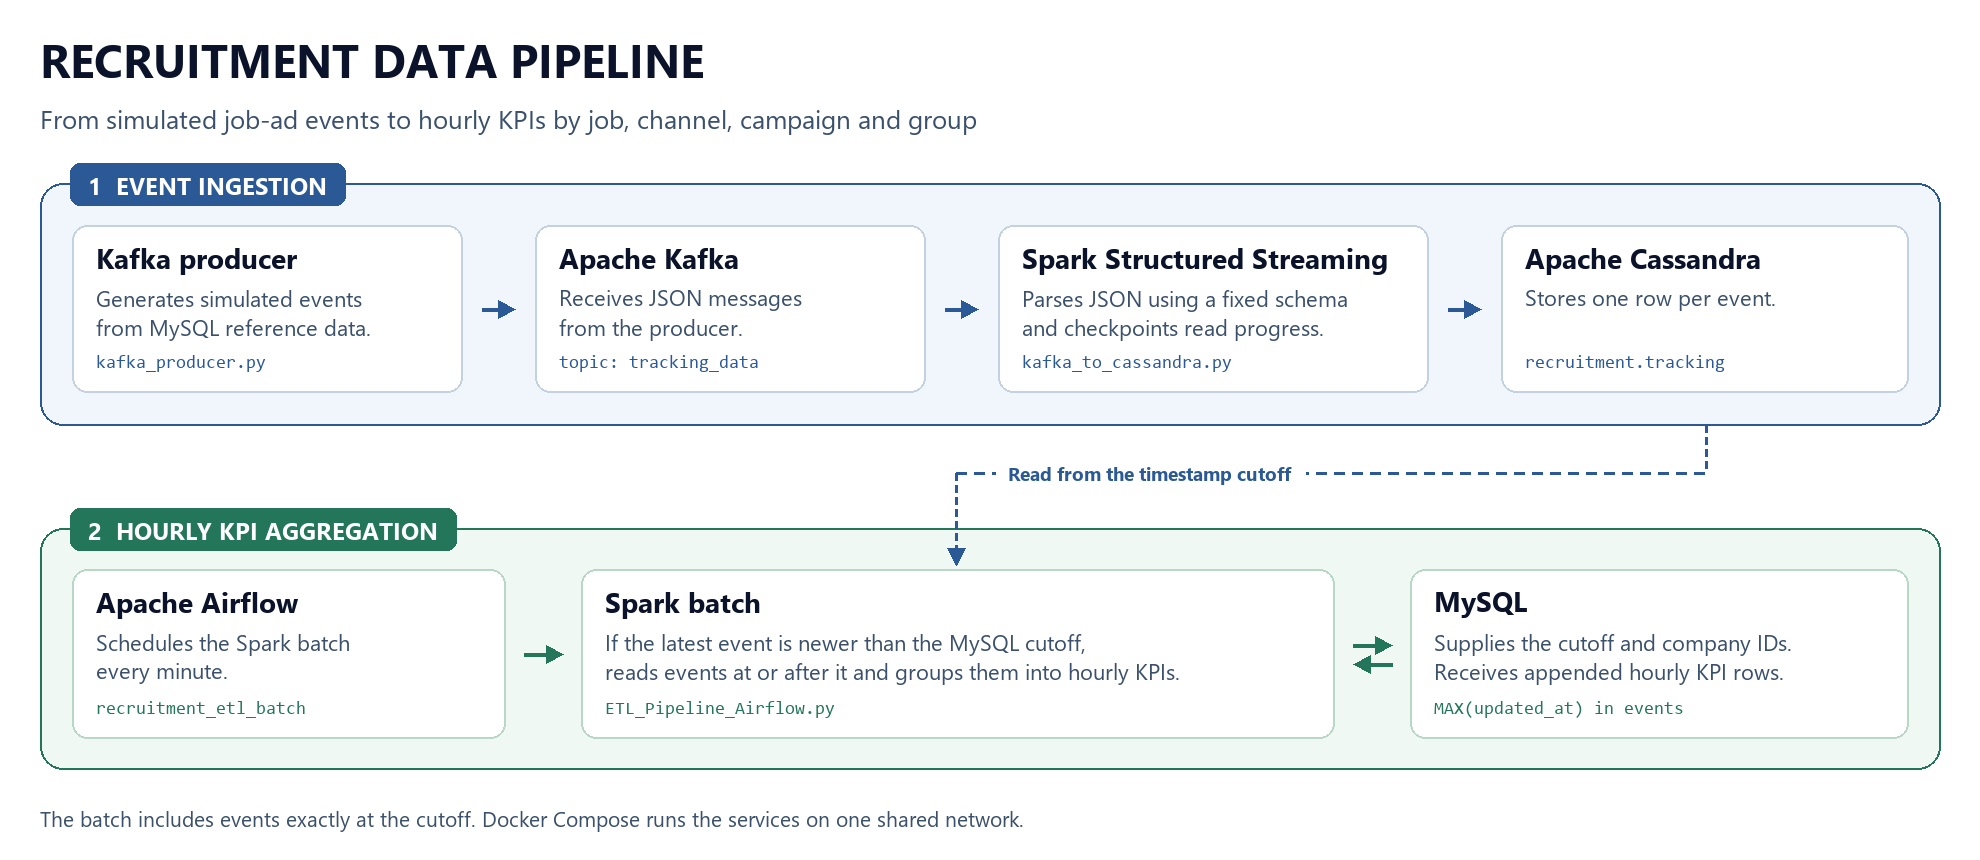 RECRUITMENT DATA PIPELINE
From simulated job-ad events to hourly KPIs by job, channel, campaign and group
1 EVENT INGESTION
Kafka producer
Generates simulated events
from MySQL reference data.
kafka_producer.py
Apache Kafka
Receives JSON messages
from the producer.
topic: tracking_data
Spark Structured Streaming
Parses JSON using a fixed schema
and checkpoints read progress.
kafka_to_cassandra.py
Apache Cassandra
Stores one row per event.
recruitment.tracking
Read from the timestamp cutoff
2 HOURLY KPI AGGREGATION
Apache Airflow
Schedules the Spark batch
every minute.
recruitment_etl_batch
Spark batch
If the latest event is newer than the MySQL cutoff,
reads events at or after it and groups them into hourly KPIs.
ETL_Pipeline_Airflow.py
MySQL
Supplies the cutoff and company IDs.
Receives appended hourly KPI rows.
MAX(updated_at) in events
The batch includes events exactly at the cutoff. Docker Compose runs the services on one shared network.